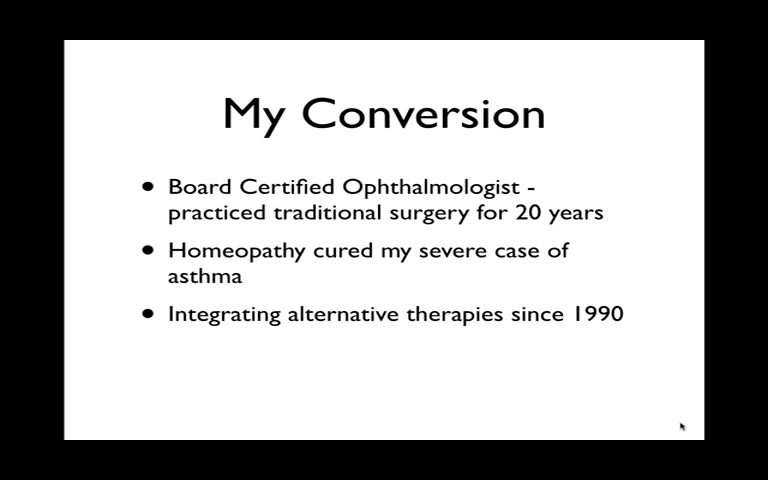 My Conversion
• Board Certified Ophthalmologist -
practiced traditional surgery for 20 years
• Homeopathy cured my severe case of
asthma
• Integrating alternative therapies since 1990